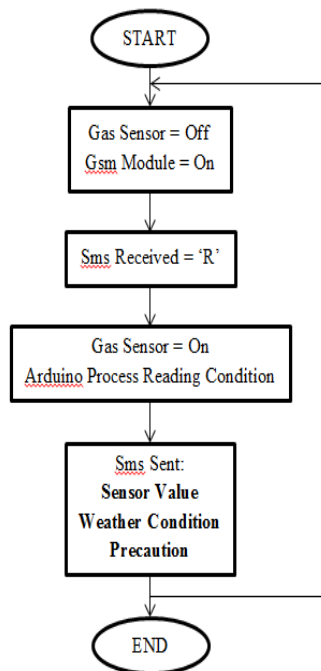 START
Gas Sensor = Off
Gsm Module = On
Sms Received = ‘R’
Gas Sensor = On
Arduino Process Reading Condition
Sms Sent:
Sensor Value
Weather Condition
Precaution
END